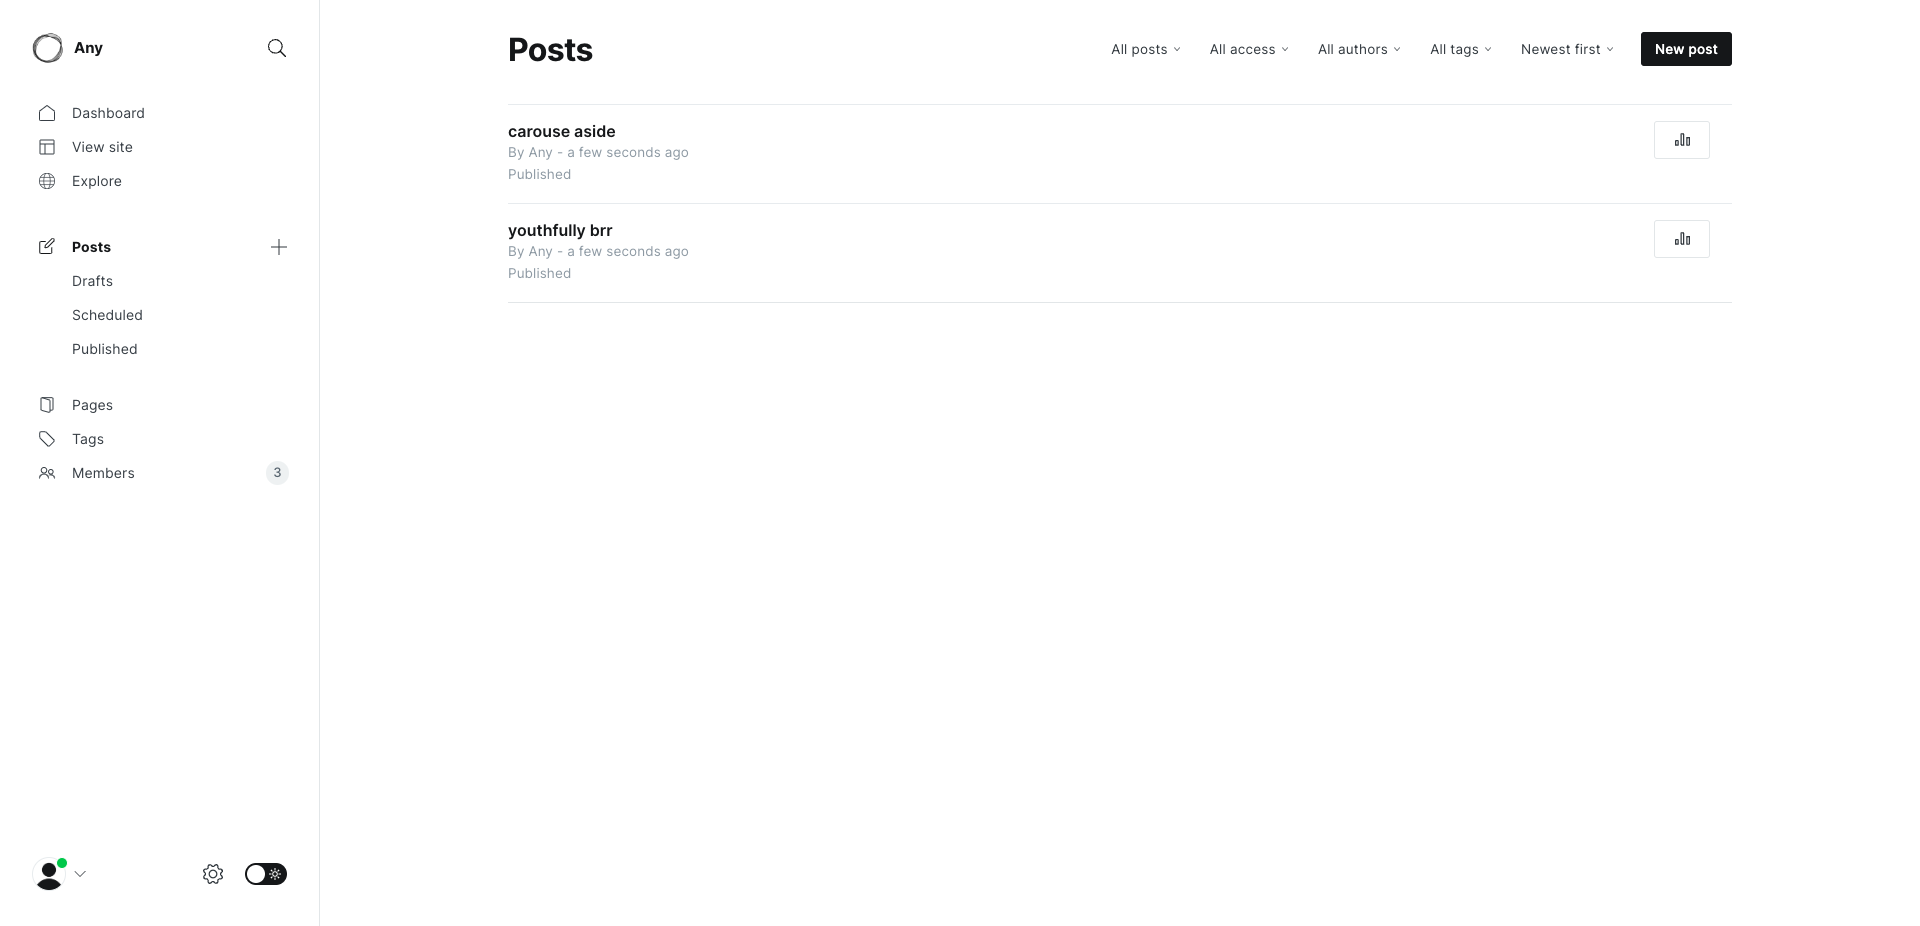 Any
Dashboard
View site
Explore
Posts
Drafts
Scheduled
Published
Pages
Tags
Members 3
Posts
All posts All access All authors All tags Newest first New post
carouse aside
By Any - a few seconds ago
Published
youthfully brr
By Any - a few seconds ago
Published